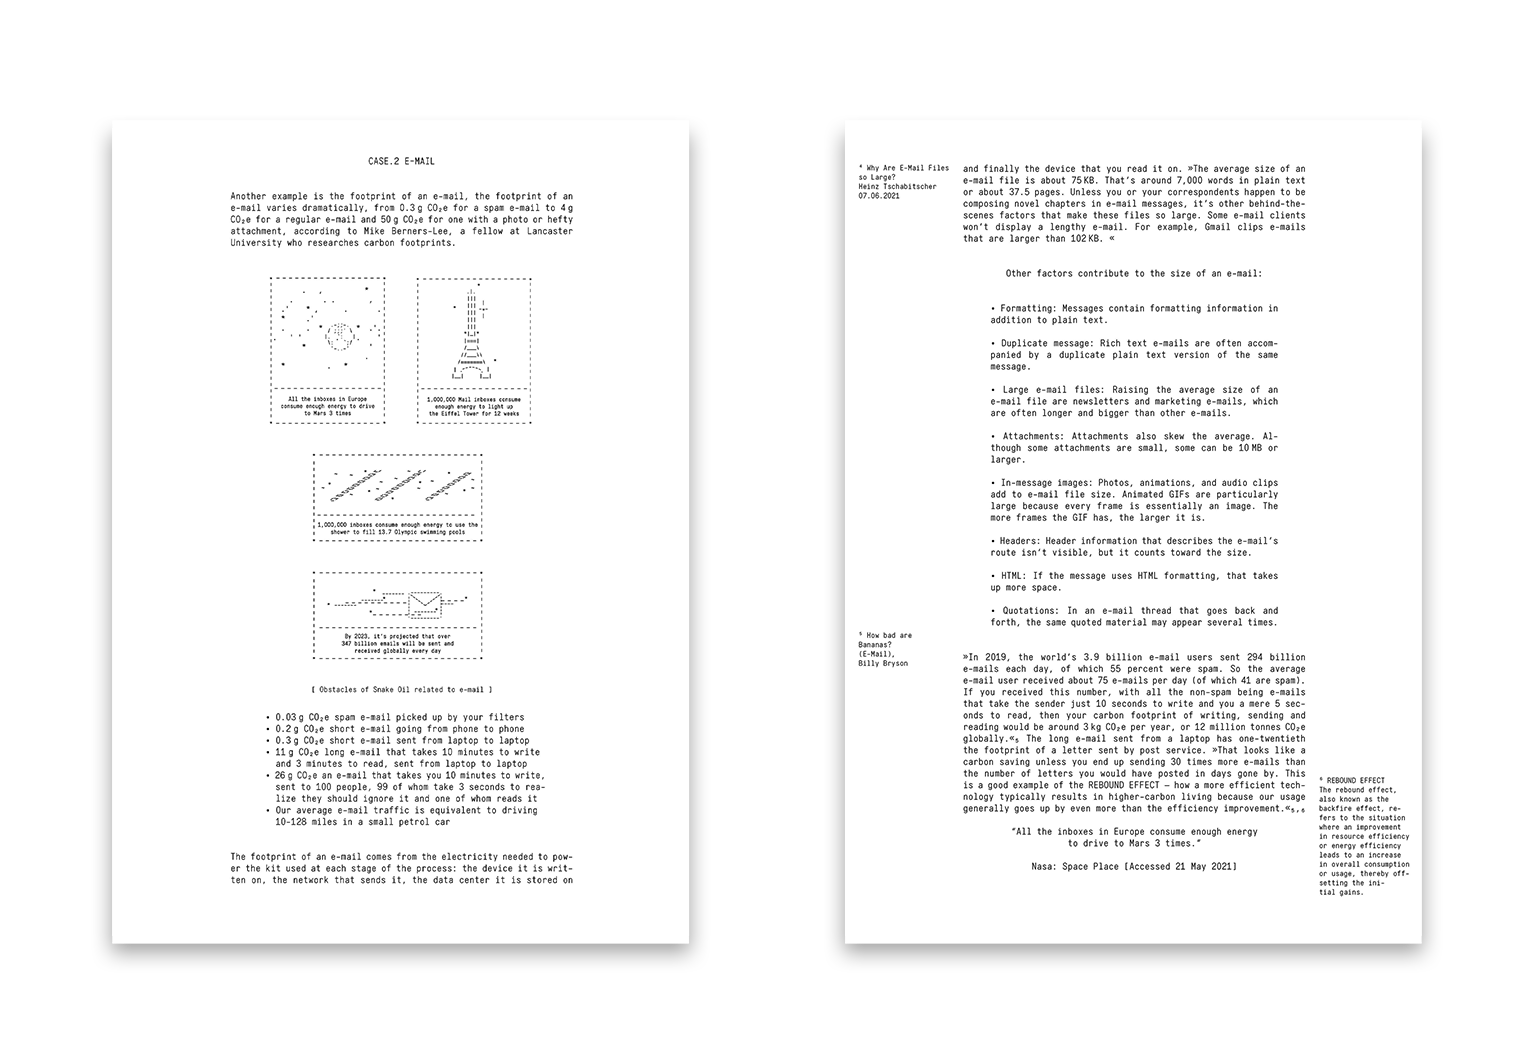 CASE.2 E-MAIL
Another example is the footprint of an e-mail, the footprint of an
e-mail varies dramatically, from 0.3 g CO₂e for a spam e-mail to 4 g
CO₂e for a regular e-mail and 50 g CO₂e for one with a photo or hefty
attachment, according to Mike Berners-Lee, a fellow at Lancaster
University who researches carbon footprints.
All the inboxes in Europe
consume enough energy to drive
to Mars 3 times
1.000,000 Mail inboxes consume
enough energy to light up
the Eiffel Tower for 12 weeks
1,000,000 inboxes consume enough energy to use the
shower to fill 13.7 Olympic swimming pools
By 2023, it's projected that over
347 billion emails will be sent and
received globally every day
[ Obstacles of Snake Oil related to e-mail ]
• 0.03 g CO₂e spam e-mail picked up by your filters
• 0.2 g CO₂e short e-mail going from phone to phone
• 0.3 g CO₂e short e-mail sent from laptop to laptop
• 11 g CO₂e long e-mail that takes 10 minutes to write
and 3 minutes to read, sent from laptop to laptop
• 26 g CO₂e an e-mail that takes you 10 minutes to write,
sent to 100 people, 99 of whom take 3 seconds to rea-
lize they should ignore it and one of whom reads it
• Our average e-mail traffic is equivalent to driving
10-128 miles in a small petrol car
The footprint of an e-mail comes from the electricity needed to pow-
er the kit used at each stage of the process: the device it is writ-
ten on, the network that sends it, the data center it is stored on
⁴ Why Are E-Mail Files
so Large?
Heinz Tschabitscher
07.06.2021
and finally the device that you read it on. »The average size of an
e-mail file is about 75 KB. That's around 7,000 words in plain text
or about 37.5 pages. Unless you or your correspondents happen to be
composing novel chapters in e-mail messages, it's other behind-the-
scenes factors that make these files so large. Some e-mail clients
won't display a lengthy e-mail. For example, Gmail clips e-mails
that are larger than 102 KB. «
Other factors contribute to the size of an e-mail:
• Formatting: Messages contain formatting information in
addition to plain text.
• Duplicate message: Rich text e-mails are often accom-
panied by a duplicate plain text version of the same
message.
• Large e-mail files: Raising the average size of an
e-mail file are newsletters and marketing e-mails, which
are often longer and bigger than other e-mails.
• Attachments: Attachments also skew the average. Al-
though some attachments are small, some can be 10 MB or
larger.
• In-message images: Photos, animations, and audio clips
add to e-mail file size. Animated GIFs are particularly
large because every frame is essentially an image. The
more frames the GIF has, the larger it is.
• Headers: Header information that describes the e-mail's
route isn't visible, but it counts toward the size.
• HTML: If the message uses HTML formatting, that takes
up more space.
• Quotations: In an e-mail thread that goes back and
forth, the same quoted material may appear several times.
⁵ How bad are
Bananas?
(E-Mail),
Billy Bryson
»In 2019, the world's 3.9 billion e-mail users sent 294 billion
e-mails each day, of which 55 percent were spam. So the average
e-mail user received about 75 e-mails per day (of which 41 are spam).
If you received this number, with all the non-spam being e-mails
that take the sender just 10 seconds to write and you a mere 5 sec-
onds to read, then your carbon footprint of writing, sending and
reading would be around 3 kg CO₂e per year, or 12 million tonnes CO₂e
globally.«₅ The long e-mail sent from a laptop has one-twentieth
the footprint of a letter sent by post service. »That looks like a
carbon saving unless you end up sending 30 times more e-mails than
the number of letters you would have posted in days gone by. This
is a good example of the REBOUND EFFECT – how a more efficient tech-
nology typically results in higher-carbon living because our usage
generally goes up by even more than the efficiency improvement.«₅,₆
⁶ REBOUND EFFECT
The rebound effect,
also known as the
backfire effect, re-
fers to the situation
where an improvement
in resource efficiency
or energy efficiency
leads to an increase
in overall consumption
or usage, thereby off-
setting the ini-
tial gains.
"All the inboxes in Europe consume enough energy
to drive to Mars 3 times."
Nasa: Space Place [Accessed 21 May 2021]